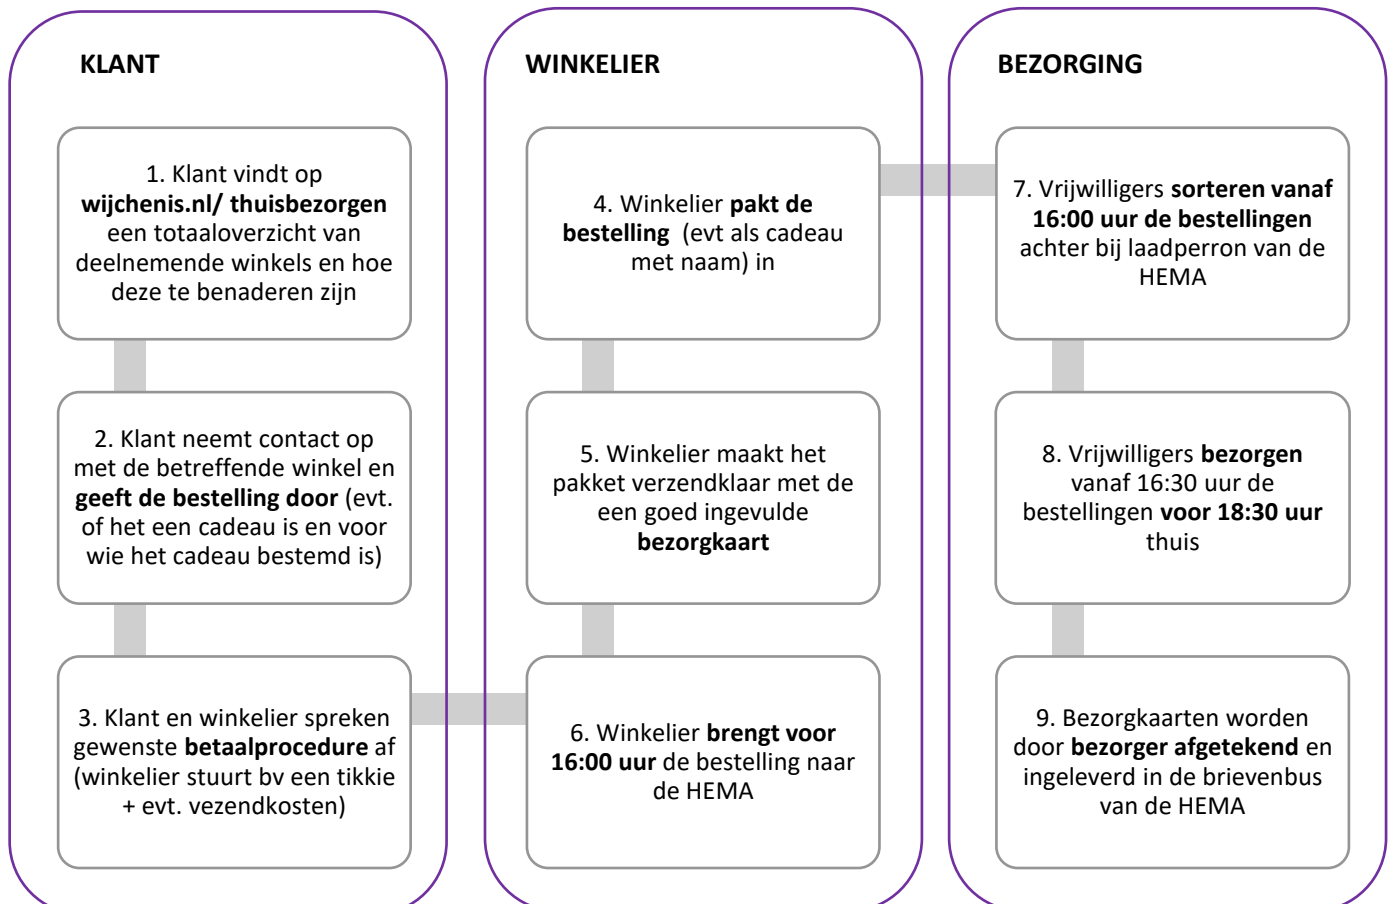 KLANT
1. Klant vindt op
wijchenis.nl/ thuisbezorgen
een totaaloverzicht van
deelnemende winkels en hoe
deze te benaderen zijn
2. Klant neemt contact op
met de betreffende winkel en
geeft de bestelling door (evt.
of het een cadeau is en voor
wie het cadeau bestemd is)
3. Klant en winkelier spreken
gewenste betaalprocedure af
(winkelier stuurt bv een tikkie
+ evt. vezendkosten)
WINKELIER
4. Winkelier pakt de
bestelling (evt als cadeau
met naam) in
5. Winkelier maakt het
pakket verzendklaar met de
een goed ingevulde
bezorgkaart
6. Winkelier brengt voor
16:00 uur de bestelling naar
de HEMA
BEZORGING
7. Vrijwilligers sorteren vanaf
16:00 uur de bestellingen
achter bij laadperron van de
HEMA
8. Vrijwilligers bezorgen
vanaf 16:30 uur de
bestellingen voor 18:30 uur
thuis
9. Bezorgkaarten worden
door bezorger afgetekend en
ingeleverd in de brievenbus
van de HEMA